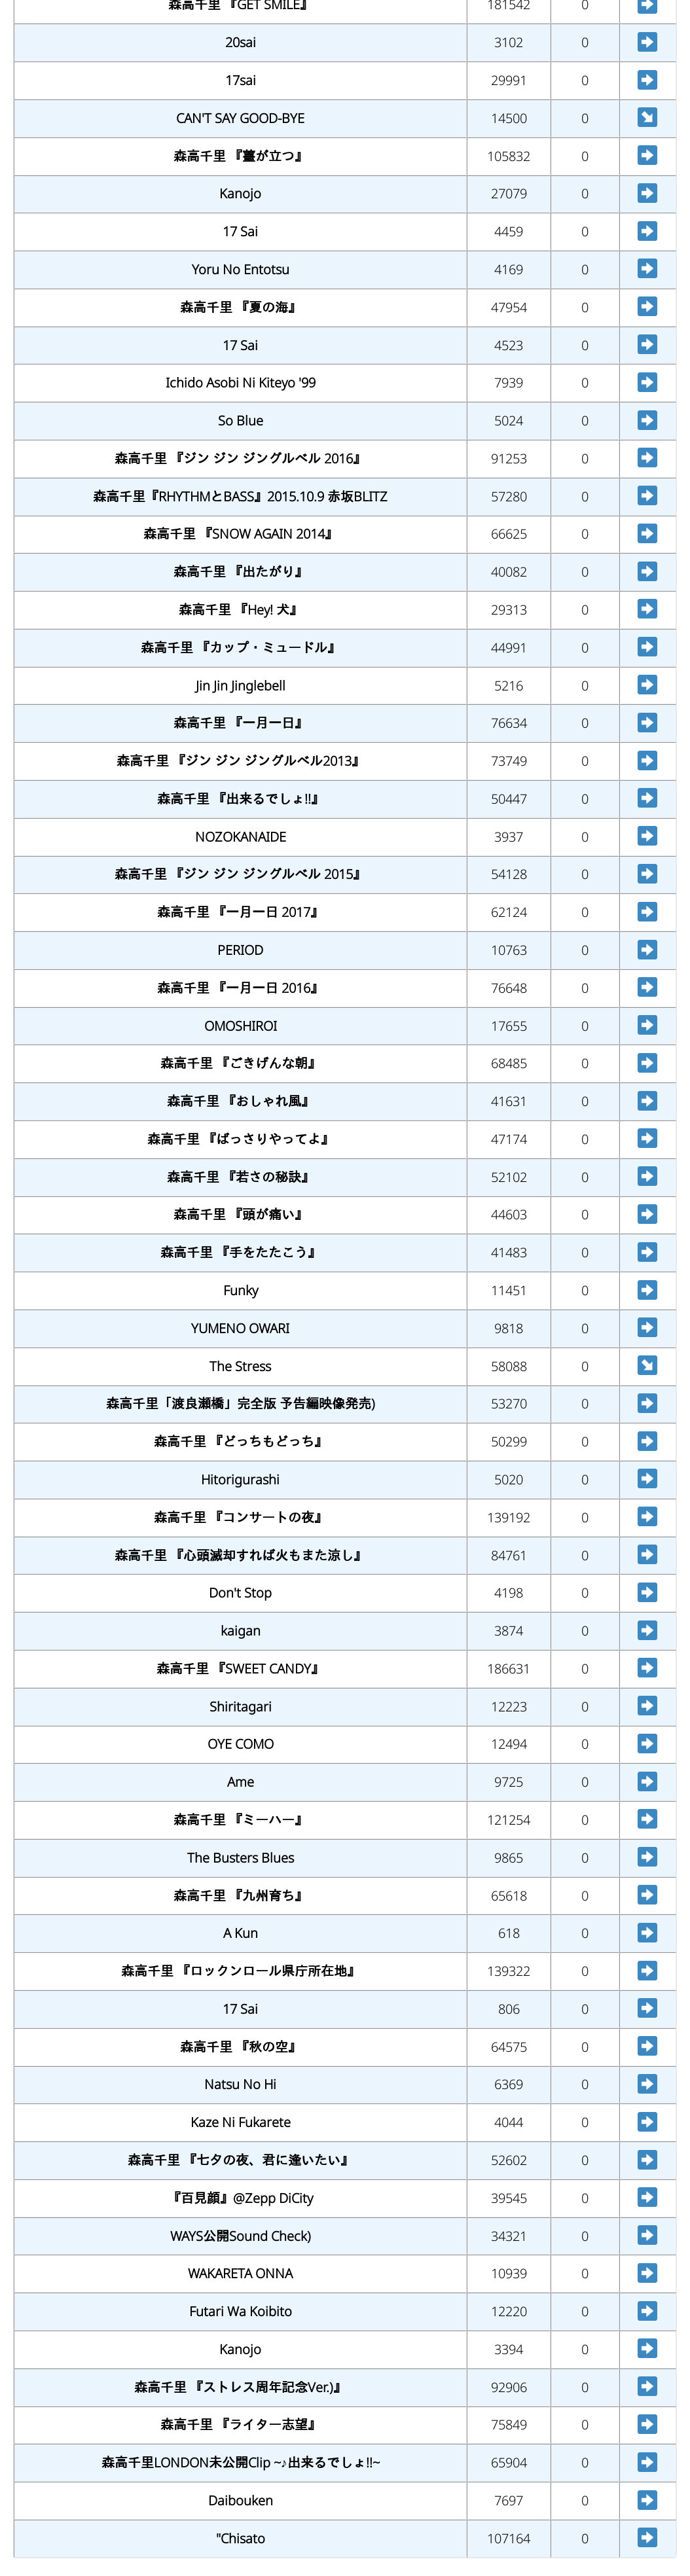 森高千里 『GET SMILE』 181542 0
20sai 3102 0
17sai 29991 0
CAN'T SAY GOOD-BYE 14500 0
森高千里 『薹が立つ』 105832 0
Kanojo 27079 0
17 Sai 4459 0
Yoru No Entotsu 4169 0
森高千里 『夏の海』 47954 0
17 Sai 4523 0
Ichido Asobi Ni Kiteyo '99 7939 0
So Blue 5024 0
森高千里 『ジン ジン ジングルベル 2016』 91253 0
森高千里『RHYTHMとBASS』2015.10.9 赤坂BLITZ 57280 0
森高千里 『SNOW AGAIN 2014』 66625 0
森高千里 『出たがり』 40082 0
森高千里 『Hey! 犬』 29313 0
森高千里 『カップ・ミュードル』 44991 0
Jin Jin Jinglebell 5216 0
森高千里 『一月一日』 76634 0
森高千里 『ジン ジン ジングルベル2013』 73749 0
森高千里 『出来るでしょ!!』 50447 0
NOZOKANAIDE 3937 0
森高千里 『ジン ジン ジングルベル 2015』 54128 0
森高千里 『一月一日 2017』 62124 0
PERIOD 10763 0
森高千里 『一月一日 2016』 76648 0
OMOSHIROI 17655 0
森高千里 『ごきげんな朝』 68485 0
森高千里 『おしゃれ風』 41631 0
森高千里 『ばっさりやってよ』 47174 0
森高千里 『若さの秘訣』 52102 0
森高千里 『頭が痛い』 44603 0
森高千里 『手をたたこう』 41483 0
Funky 11451 0
YUMENO OWARI 9818 0
The Stress 58088 0
森高千里「渡良瀬橋」完全版 予告編映像発売) 53270 0
森高千里 『どっちもどっち』 50299 0
Hitorigurashi 5020 0
森高千里 『コンサートの夜』 139192 0
森高千里 『心頭滅却すれば火もまた涼し』 84761 0
Don't Stop 4198 0
kaigan 3874 0
森高千里 『SWEET CANDY』 186631 0
Shiritagari 12223 0
OYE COMO 12494 0
Ame 9725 0
森高千里 『ミーハー』 121254 0
The Busters Blues 9865 0
森高千里 『九州育ち』 65618 0
A Kun 618 0
森高千里 『ロックンロール県庁所在地』 139322 0
17 Sai 806 0
森高千里 『秋の空』 64575 0
Natsu No Hi 6369 0
Kaze Ni Fukarete 4044 0
森高千里 『七夕の夜、君に逢いたい』 52602 0
『百見顔』@Zepp DiCity 39545 0
WAYS公開Sound Check) 34321 0
WAKARETA ONNA 10939 0
Futari Wa Koibito 12220 0
Kanojo 3394 0
森高千里 『ストレス周年記念Ver.)』 92906 0
森高千里 『ライター志望』 75849 0
森高千里LONDON未公開Clip ~♪出来るでしょ!!~ 65904 0
Daibouken 7697 0
"Chisato 107164 0